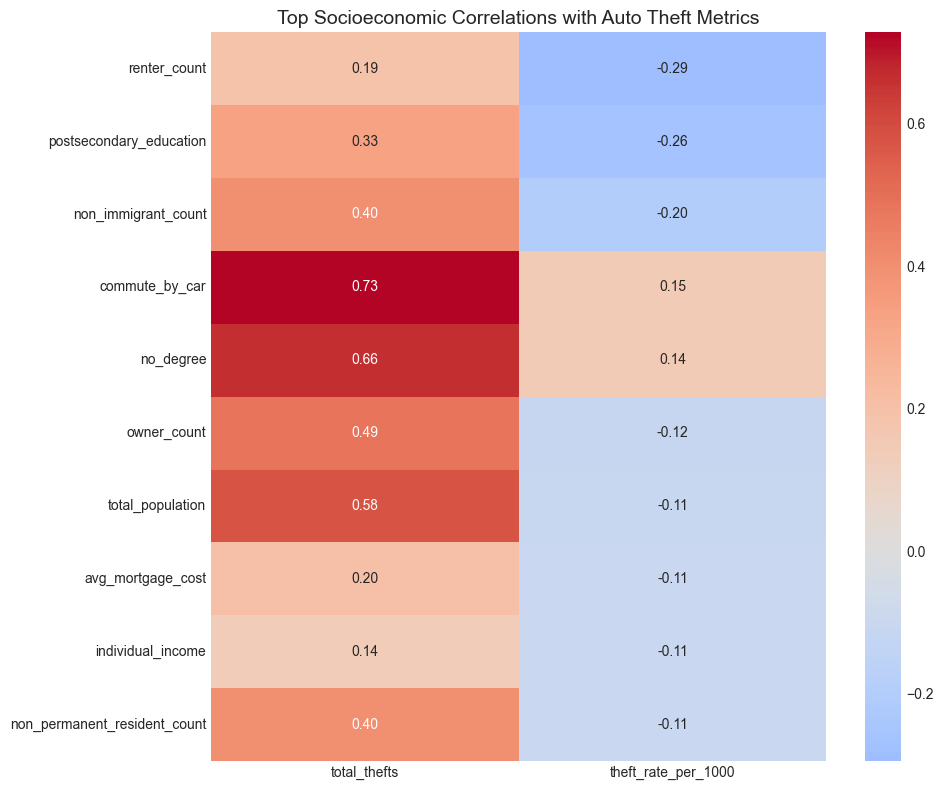 Top Socioeconomic Correlations with Auto Theft Metrics
renter_count 0.19 -0.29
postsecondary_education 0.33 -0.26
non_immigrant_count 0.40 -0.20
commute_by_car 0.73 0.15
no_degree 0.66 0.14
owner_count 0.49 -0.12
total_population 0.58 -0.11
avg_mortgage_cost 0.20 -0.11
individual_income 0.14 -0.11
non_permanent_resident_count 0.40 -0.11
total_thefts theft_rate_per_1000
0.6
0.4
0.2
0.0
−0.2